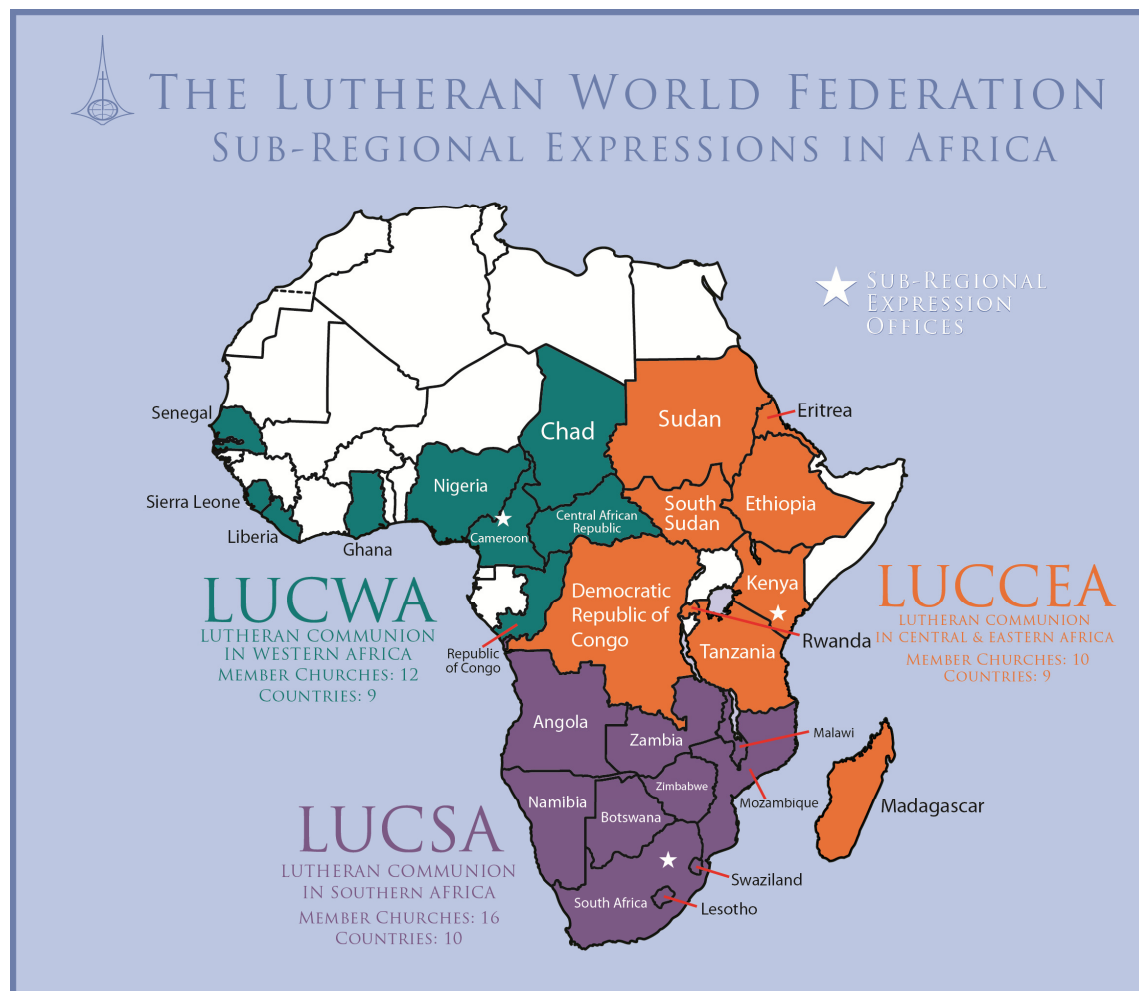 The Lutheran World Federation
Sub-Regional Expressions in Africa
Sub-Regional
Expression
Offices
Senegal
Sierra Leone
Liberia
Ghana
Nigeria
Chad
Cameroon
Central African
Republic
Republic
of Congo
LUCWA
Lutheran Communion
in Western Africa
Member Churches: 12
Countries: 9
Sudan
Eritrea
South
Sudan
Ethiopia
Democratic
Republic of
Congo
Kenya
Rwanda
Tanzania
Madagascar
LUCCEA
Lutheran Communion
in Central & Eastern Africa
Member Churches: 10
Countries: 9
Angola
Zambia
Malawi
Mozambique
Zimbabwe
Namibia
Botswana
South Africa
Swaziland
Lesotho
LUCSA
Lutheran Communion
in Southern Africa
Member Churches: 16
Countries: 10